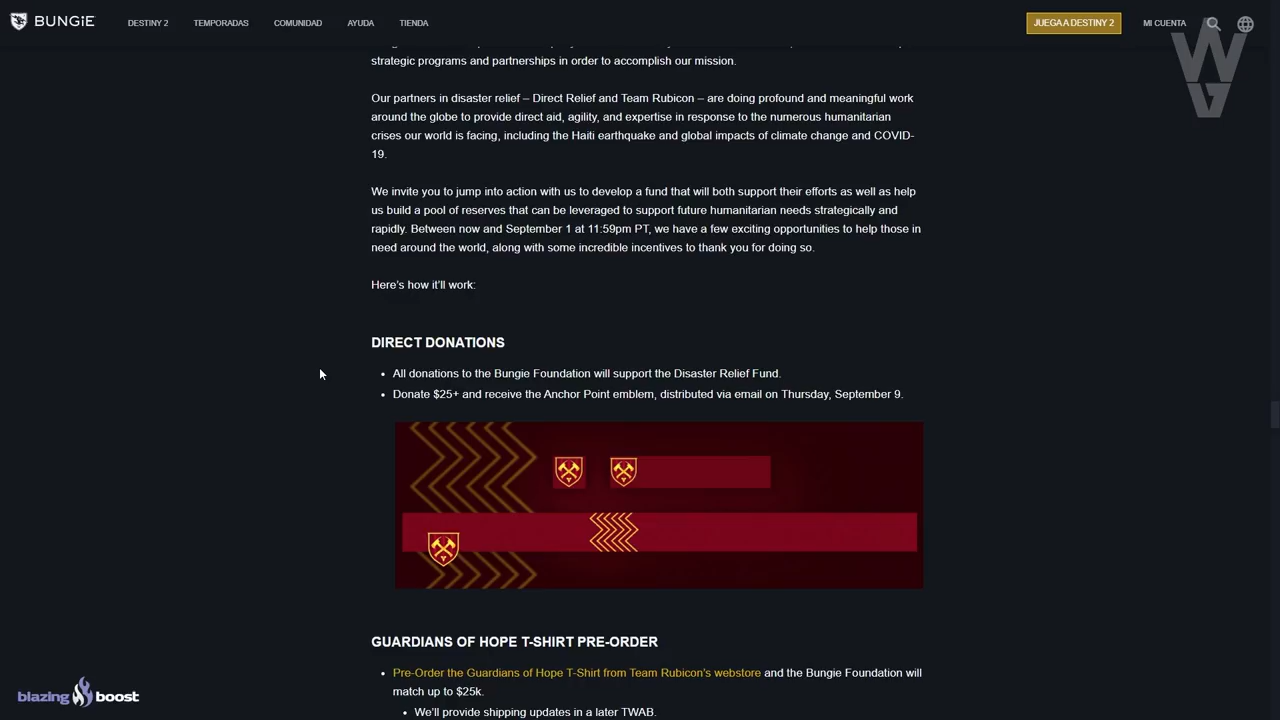 BUNGiE DESTINY 2 TEMPORADAS COMUNIDAD AYUDA TIENDA JUEGA A DESTINY 2 MI CUENTA
strategic programs and partnerships in order to accomplish our mission.
Our partners in disaster relief – Direct Relief and Team Rubicon – are doing profound and meaningful work
around the globe to provide direct aid, agility, and expertise in response to the numerous humanitarian
crises our world is facing, including the Haiti earthquake and global impacts of climate change and COVID-
19.
We invite you to jump into action with us to develop a fund that will both support their efforts as well as help
us build a pool of reserves that can be leveraged to support future humanitarian needs strategically and
rapidly. Between now and September 1 at 11:59pm PT, we have a few exciting opportunities to help those in
need around the world, along with some incredible incentives to thank you for doing so.
Here's how it'll work:
DIRECT DONATIONS
• All donations to the Bungie Foundation will support the Disaster Relief Fund.
• Donate $25+ and receive the Anchor Point emblem, distributed via email on Thursday, September 9.
GUARDIANS OF HOPE T-SHIRT PRE-ORDER
• Pre-Order the Guardians of Hope T-Shirt from Team Rubicon's webstore and the Bungie Foundation will
match up to $25k.
• We'll provide shipping updates in a later TWAB.
blazing boost